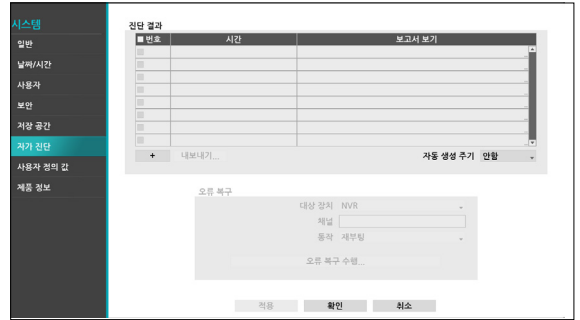 시스템
일반
날짜/시간
사용자
보안
저장 공간
자가 진단
사용자 정의 값
제품 정보
진단 결과
번호 시간 보고서 보기
+ 내보내기... 자동 생성 주기 안함
오류 복구
대상 장치 NVR
채널
동작 재부팅
오류 복구 수행...
적용 확인 취소